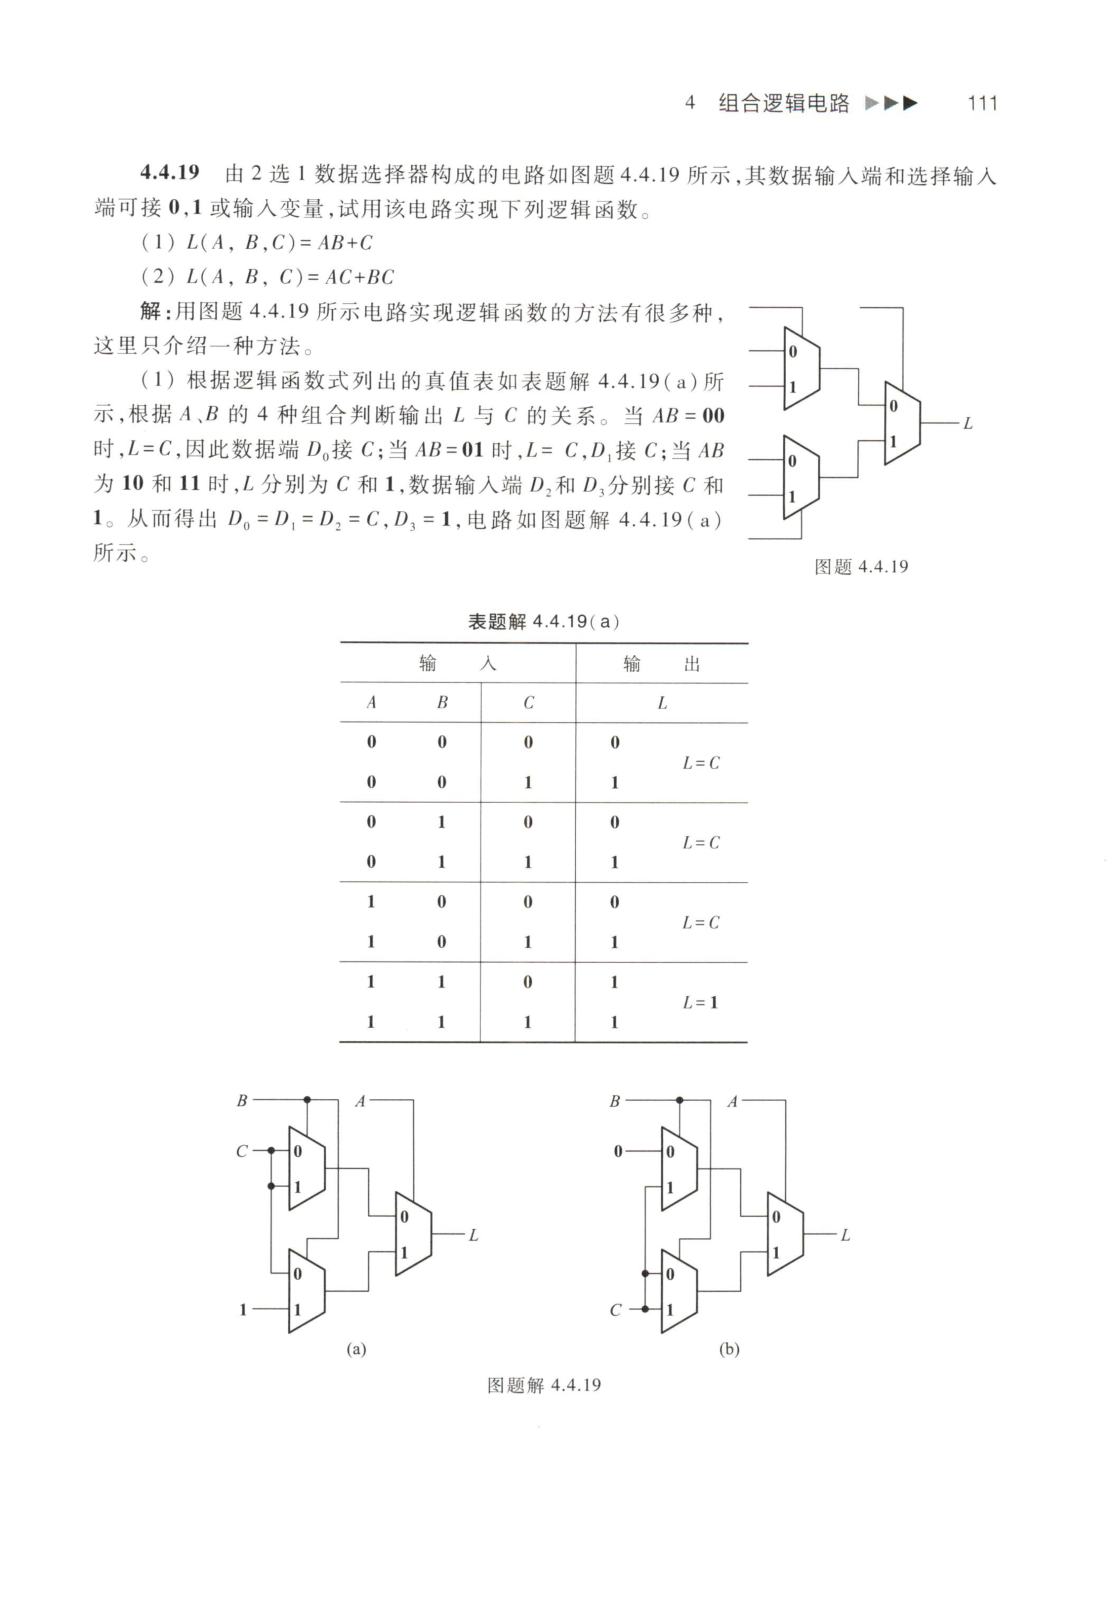 4 组合逻辑电路 ▶▶▶ 111
4.4.19 由 2 选 1 数据选择器构成的电路如图题 4.4.19 所示,其数据输入端和选择输入
端可接 0,1 或输入变量,试用该电路实现下列逻辑函数。
(1) L(A, B,C)= AB+C
(2) L(A, B, C)= AC+BC
解:用图题 4.4.19 所示电路实现逻辑函数的方法有很多种,
这里只介绍一种方法。
(1) 根据逻辑函数式列出的真值表如表题解 4.4.19(a)所
示,根据 A、B 的 4 种组合判断输出 L 与 C 的关系。当 AB = 00
时,L=C,因此数据端 D₀接 C;当 AB=01 时,L= C,D₁接 C;当 AB
为 10 和 11 时,L 分别为 C 和 1,数据输入端 D₂和 D₃分别接 C 和
1。从而得出 D₀ = D₁ = D₂ = C,D₃ = 1,电路如图题解 4.4.19(a)
所示。
0
1
0
1
0
1
L
图题 4.4.19
表题解 4.4.19(a)
输 入 输 出
A B C L
0 0 0 0
L=C
0 0 1 1
0 1 0 0
L=C
0 1 1 1
1 0 0 0
L=C
1 0 1 1
1 1 0 1
L=1
1 1 1 1
B A
C 0
1
0
1
0
1 1
L
(a)
B A
0 0
1
0
1
0
C 1
L
(b)
图题解 4.4.19